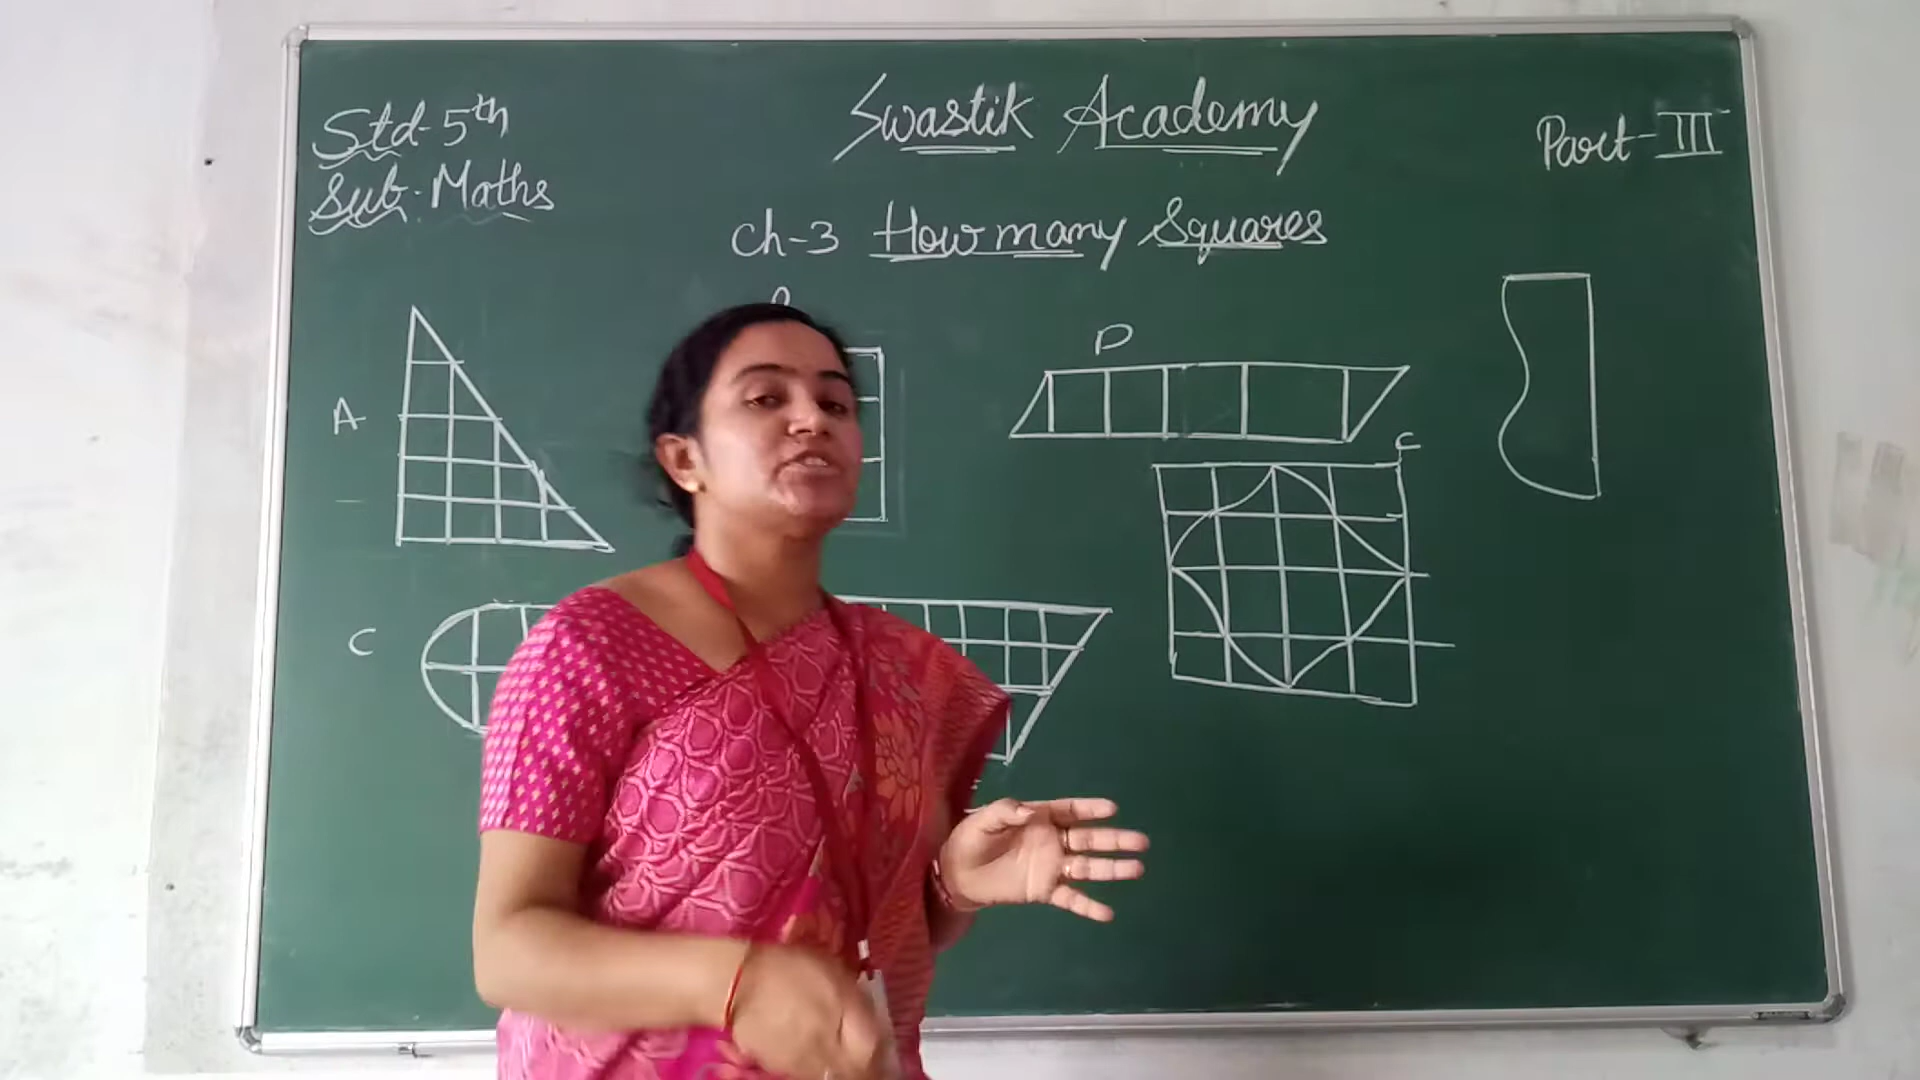 Std-5th
Sub-Maths
Swastik Academy
Part-III
Ch-3 How many Squares
A
D
C
C